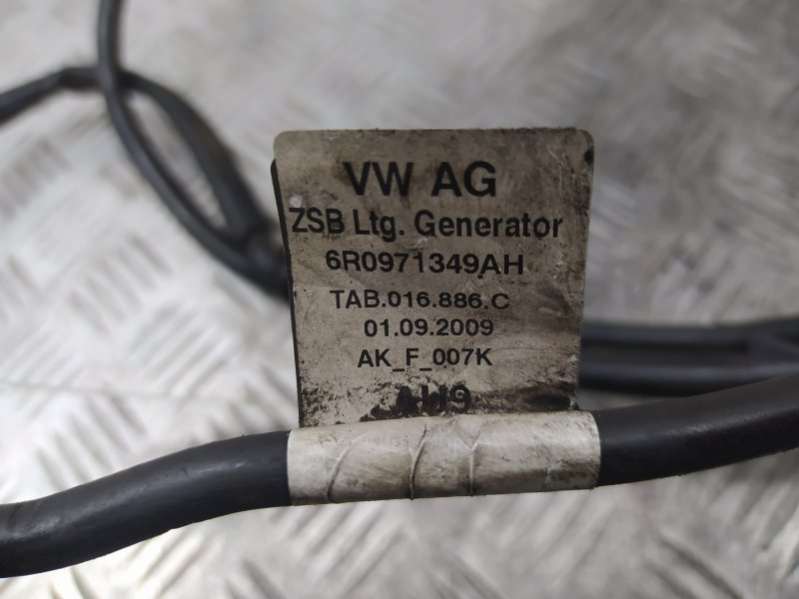 VW AG
ZSB Ltg. Generator
6R0971349AH
TAB.016.886.C
01.09.2009
AK_F_007K